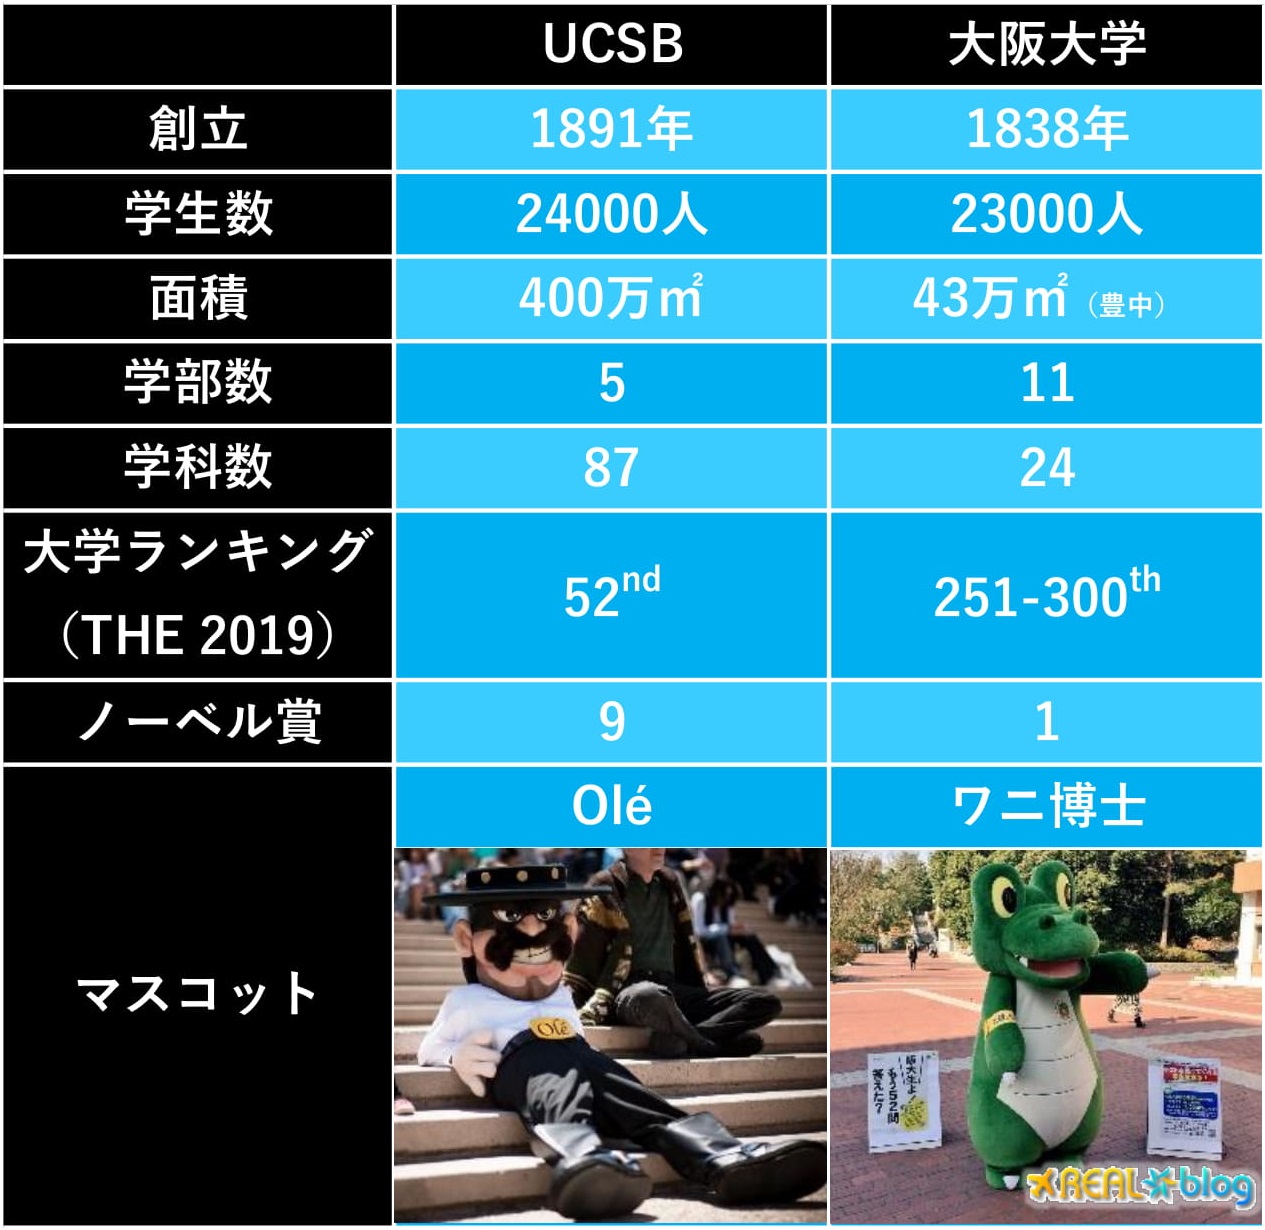 UCSB 大阪大学
創立 1891年 1838年
学生数 24000人 23000人
面積 400万㎡ 43万㎡（豊中）
学部数 5 11
学科数 87 24
大学ランキング
（THE 2019） 52nd 251-300th
ノーベル賞 9 1
Olé ワニ博士
マスコット
Olé
阪大生よ!
もう52問
答えた?
REAL blog